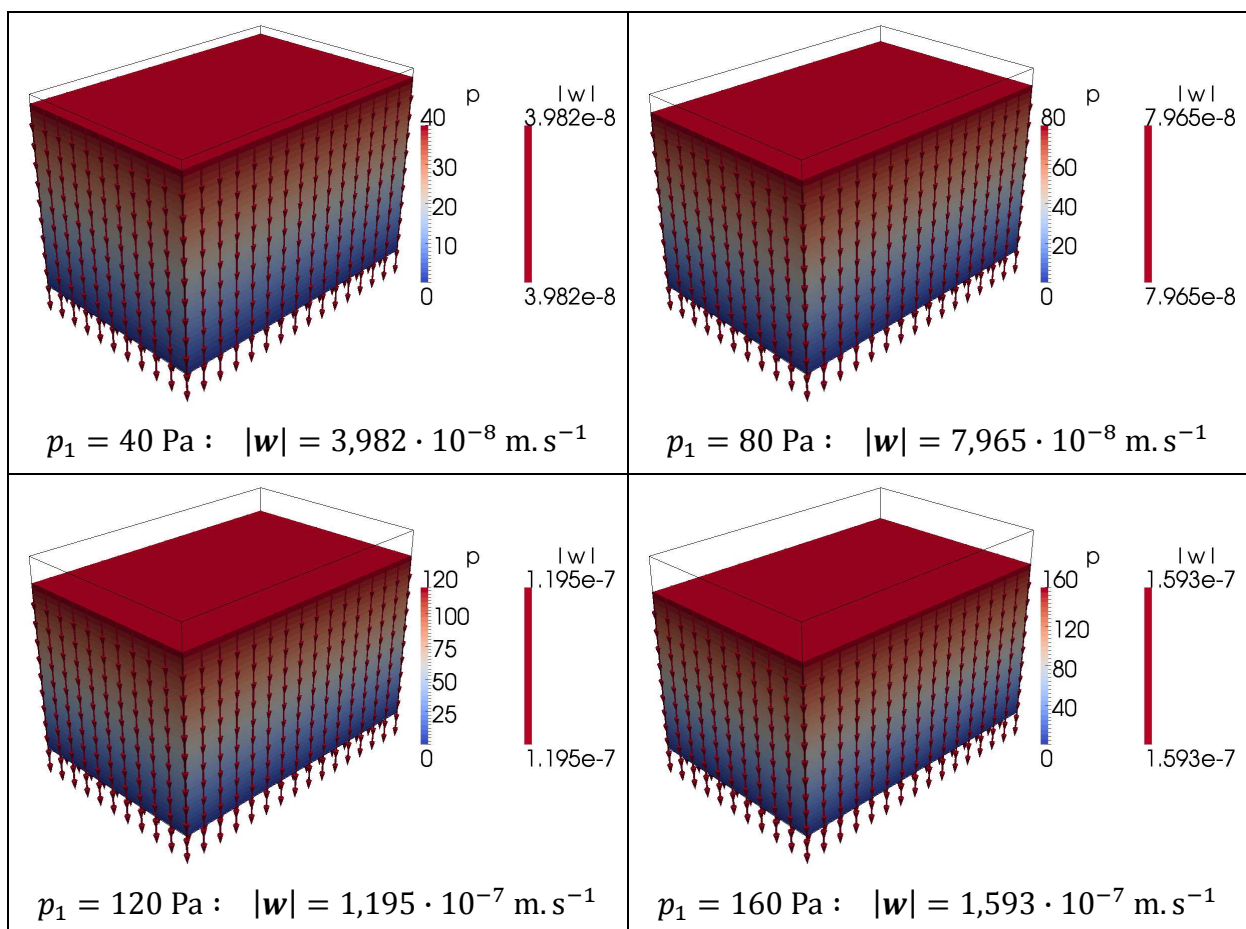 p |w|
40 3.982e-8
30
20
10
0 3.982e-8
p₁ = 40 Pa : |w| = 3,982 · 10⁻⁸ m. s⁻¹
p |w|
80 7.965e-8
60
40
20
0 7.965e-8
p₁ = 80 Pa : |w| = 7,965 · 10⁻⁸ m. s⁻¹
p |w|
120 1.195e-7
100
75
50
25
0 1.195e-7
p₁ = 120 Pa : |w| = 1,195 · 10⁻⁷ m. s⁻¹
p |w|
160 1.593e-7
120
80
40
0 1.593e-7
p₁ = 160 Pa : |w| = 1,593 · 10⁻⁷ m. s⁻¹